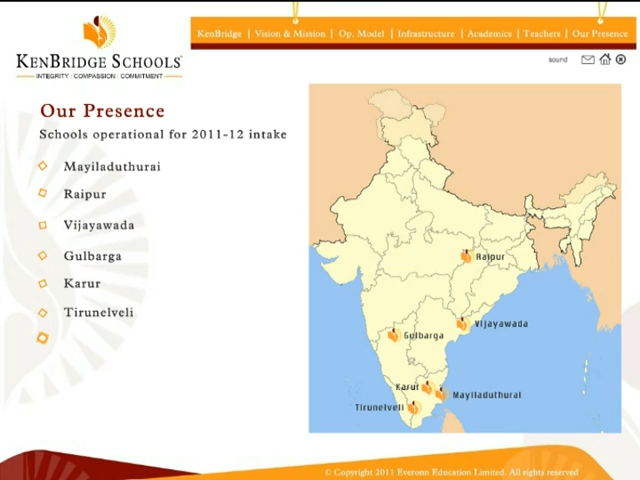 KenBridge | Vision & Mission | Op. Model | Infrastructure | Academics | Teachers | Our Presence
KENBRIDGE SCHOOLS
INTEGRITY | COMPASSION | COMMITMENT
sound
Our Presence
Schools operational for 2011-12 intake
Mayiladuthurai
Raipur
Vijayawada
Gulbarga
Karur
Tirunelveli
Raipur
Vijayawada
Gulbarga
Karur
Mayiladuthurai
Tirunelveli
© Copyright 2011 Everonn Education Limited. All rights reserved